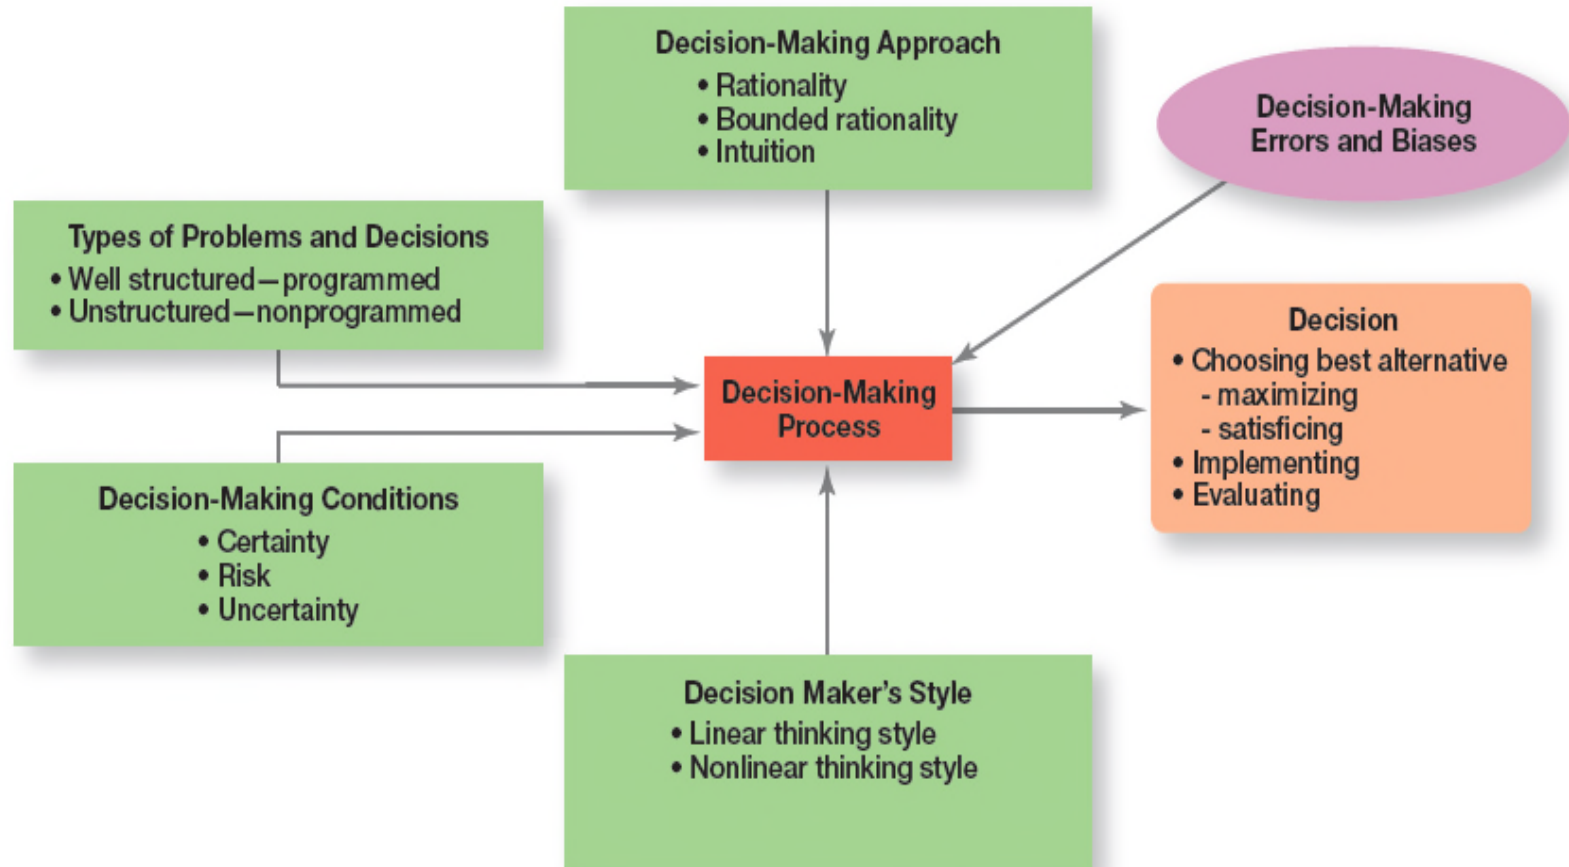 Decision-Making Approach
• Rationality
• Bounded rationality
• Intuition
Decision-Making
Errors and Biases
Types of Problems and Decisions
• Well structured—programmed
• Unstructured—nonprogrammed
Decision
• Choosing best alternative
- maximizing
- satisficing
• Implementing
• Evaluating
Decision-Making
Process
Decision-Making Conditions
• Certainty
• Risk
• Uncertainty
Decision Maker’s Style
• Linear thinking style
• Nonlinear thinking style